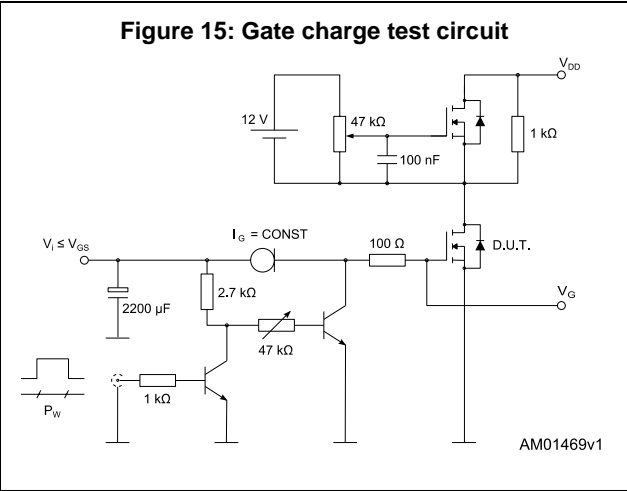 Figure 15: Gate charge test circuit
V_DD
12 V
47 kΩ
1 kΩ
100 nF
I_G = CONST
V_i ≤ V_GS
100 Ω
D.U.T.
2.7 kΩ
2200 μF
V_G
47 kΩ
1 kΩ
P_W
AM01469v1